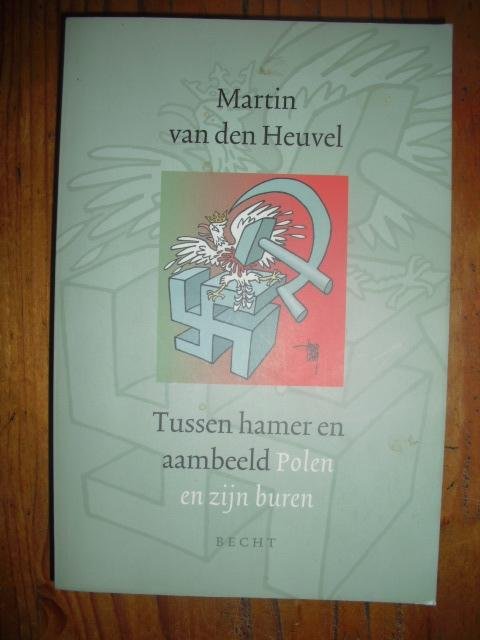 Martin
van den Heuvel
Tussen hamer en
aambeeld Polen
en zijn buren
BECHT